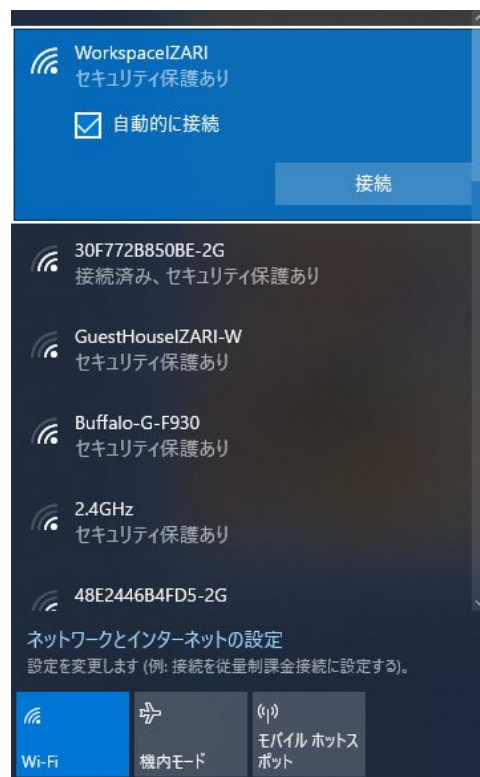 WorkspaceIZARI
セキュリティ保護あり
自動的に接続
接続
30F772B850BE-2G
接続済み、セキュリティ保護あり
GuestHouseIZARI-W
セキュリティ保護あり
Buffalo-G-F930
セキュリティ保護あり
2.4GHz
セキュリティ保護あり
48E2446B4FD5-2G
ネットワークとインターネットの設定
設定を変更します (例: 接続を従量制課金接続に設定する)。
Wi-Fi
機内モード
モバイル ホットス
ポット